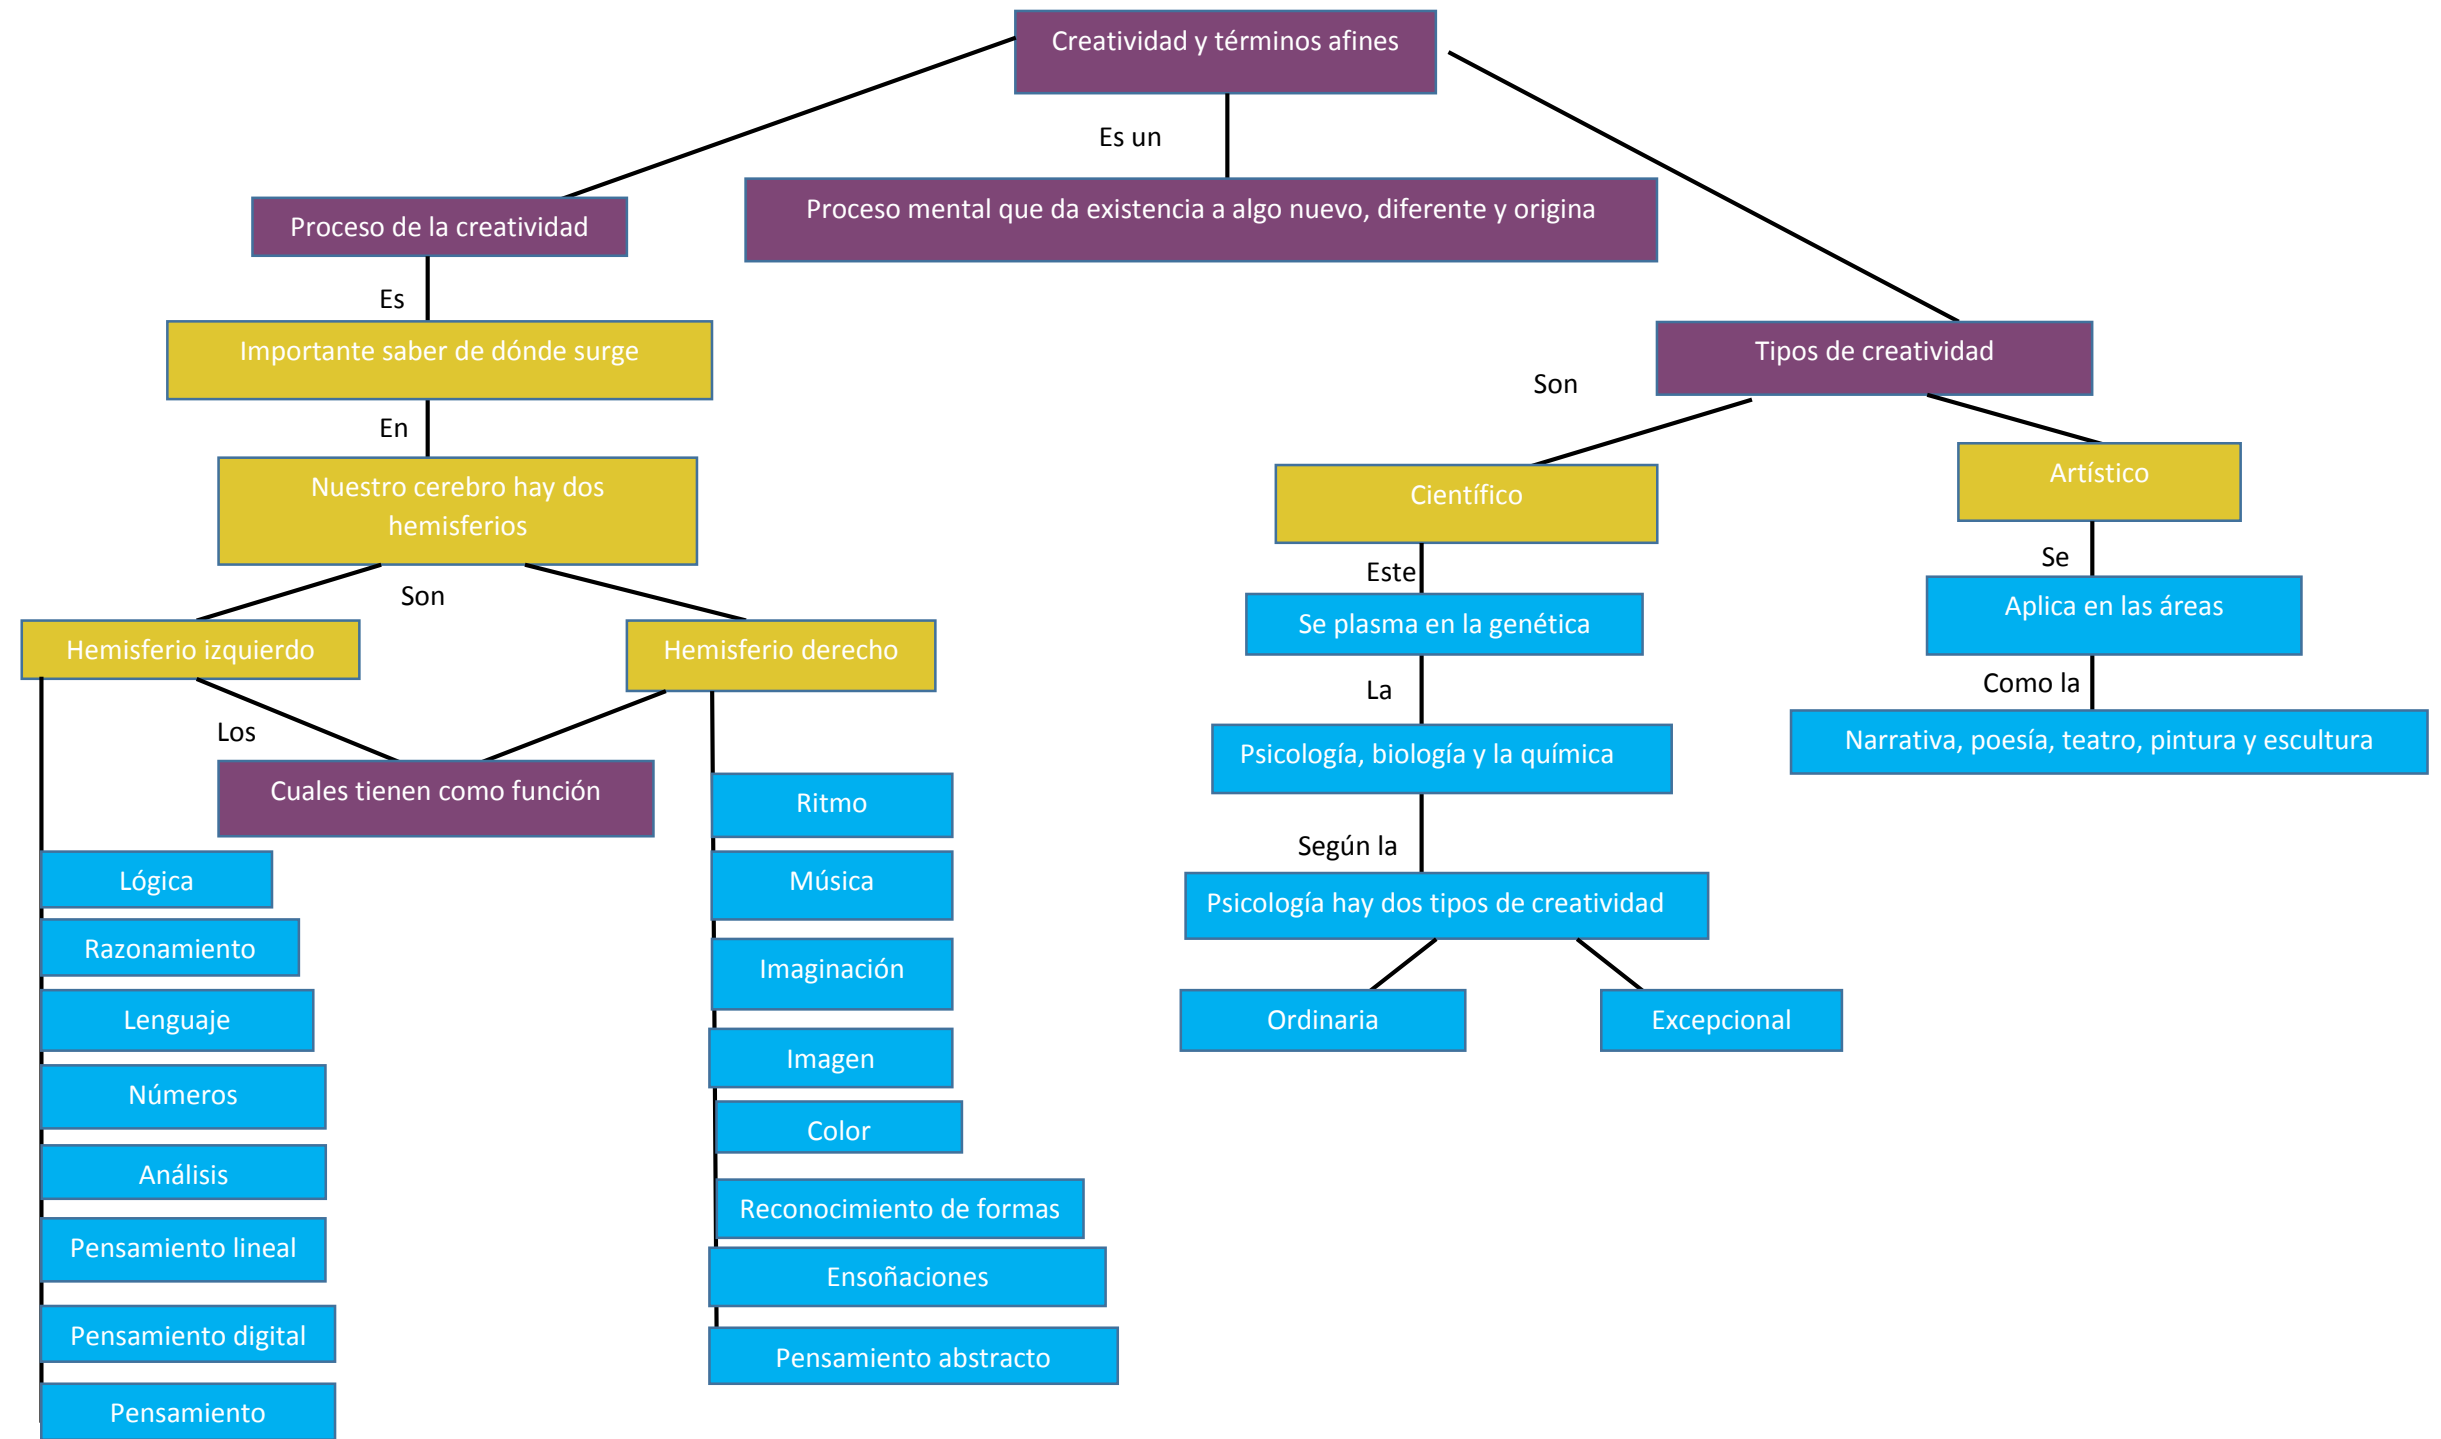 Creatividad y términos afines
Es un
Proceso de la creatividad
Proceso mental que da existencia a algo nuevo, diferente y origina
Es
Importante saber de dónde surge
Tipos de creatividad
Son
En
Nuestro cerebro hay dos
hemisferios
Científico
Artístico
Son
Este
Se
Hemisferio izquierdo
Hemisferio derecho
Se plasma en la genética
Aplica en las áreas
Los
La
Como la
Cuales tienen como función
Psicología, biología y la química
Narrativa, poesía, teatro, pintura y escultura
Según la
Psicología hay dos tipos de creatividad
Ordinaria
Excepcional
Lógica
Razonamiento
Lenguaje
Números
Análisis
Pensamiento lineal
Pensamiento digital
Pensamiento
Ritmo
Música
Imaginación
Imagen
Color
Reconocimiento de formas
Ensoñaciones
Pensamiento abstracto